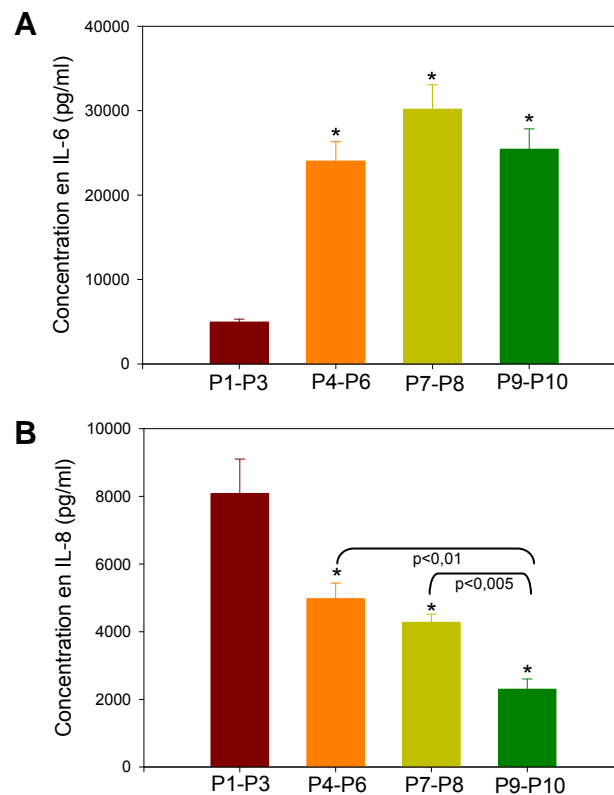 A
Concentration en IL-6 (pg/ml)
40000
30000
20000
10000
0
*
*
*
P1-P3
P4-P6
P7-P8
P9-P10
B
Concentration en IL-8 (pg/ml)
10000
8000
6000
4000
2000
0
p<0,01
p<0,005
*
*
*
P1-P3
P4-P6
P7-P8
P9-P10